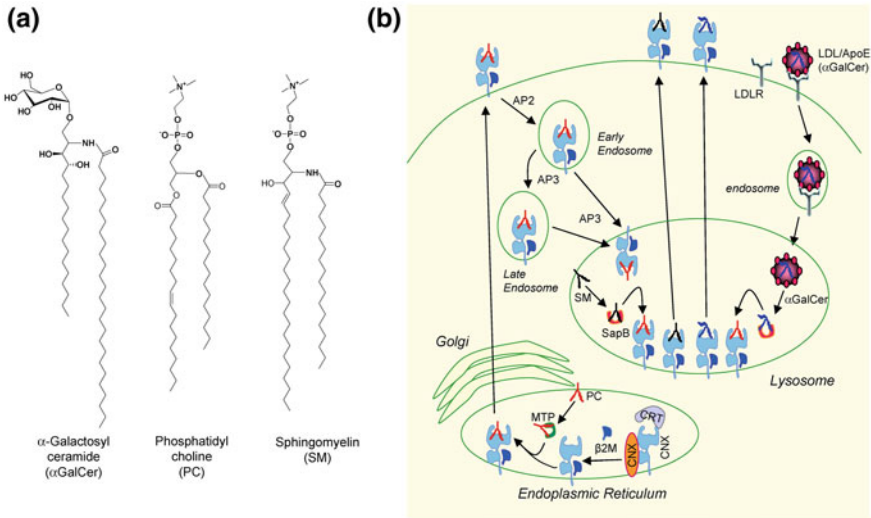 (a)
HO OH
HO
HO
OH
O
O
NH
O
HO
OH
α-Galactosyl
ceramide
(αGalCer)
N+
O
⁻O-P=O
O
O
O
O
O
Phosphatidyl
choline
(PC)
N+
O
⁻O-P=O
O
NH
HO
O
Sphingomyelin
(SM)
(b)
LDL/ApoE
(αGalCer)
LDLR
AP2
Early
Endosome
AP3
endosome
AP3
Late
Endosome
SM
αGalCer
SapB
Golgi
Lysosome
PC
MTP
CRT
β2M
CNX
CNX
Endoplasmic Reticulum